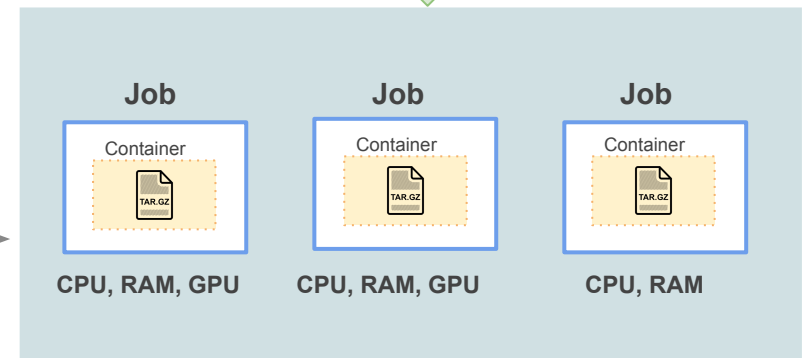 Job
Job
Job
Container
Container
Container
TAR.GZ
TAR.GZ
TAR.GZ
CPU, RAM, GPU
CPU, RAM, GPU
CPU, RAM